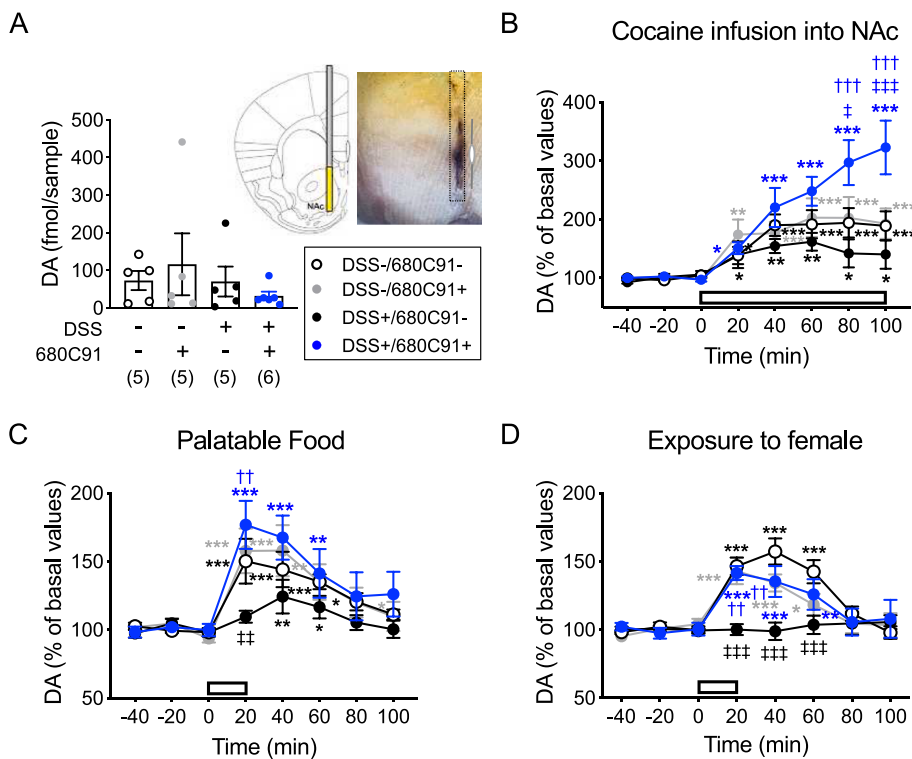 A
DA (fmol/sample)
500
400
300
200
100
0
NAc
DSS - - + +
680C91 - + - +
(5) (5) (5) (6)
DSS-/680C91-
DSS-/680C91+
DSS+/680C91-
DSS+/680C91+
B
Cocaine infusion into NAc
DA (% of basal values)
400
300
200
100
††† †††
‡ ‡‡‡
*** ***
*** ***
** *** ***
* *** *** *** ***
***
* ** ** * *
-40 -20 0 20 40 60 80 100
Time (min)
C
Palatable Food
DA (% of basal values)
200
150
100
50
††
*** *** **
*** *** **
*** *** *** * *
‡‡ ** *
-40 -20 0 20 40 60 80 100
Time (min)
D
Exposure to female
DA (% of basal values)
200
150
100
50
***
*** *** ***
*** ††
†† *** * **
***
‡‡‡ ‡‡‡ ‡‡‡
-40 -20 0 20 40 60 80 100
Time (min)